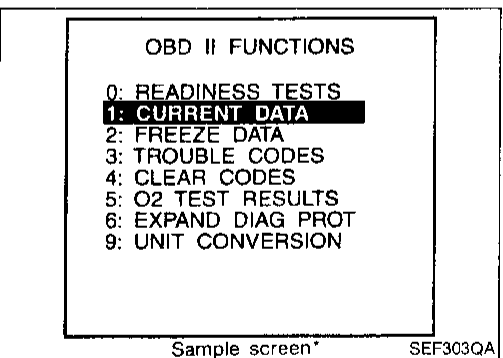 OBD II FUNCTIONS
0: READINESS TESTS
1: CURRENT DATA
2: FREEZE DATA
3: TROUBLE CODES
4: CLEAR CODES
5: O2 TEST RESULTS
6: EXPAND DIAG PROT
9: UNIT CONVERSION
Sample screen*
SEF303QA